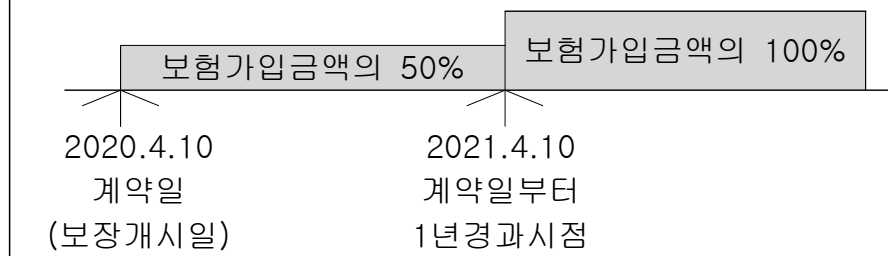 보험가입금액의 50%
보험가입금액의 100%
2020.4.10
계약일
(보장개시일)
2021.4.10
계약일부터
1년경과시점